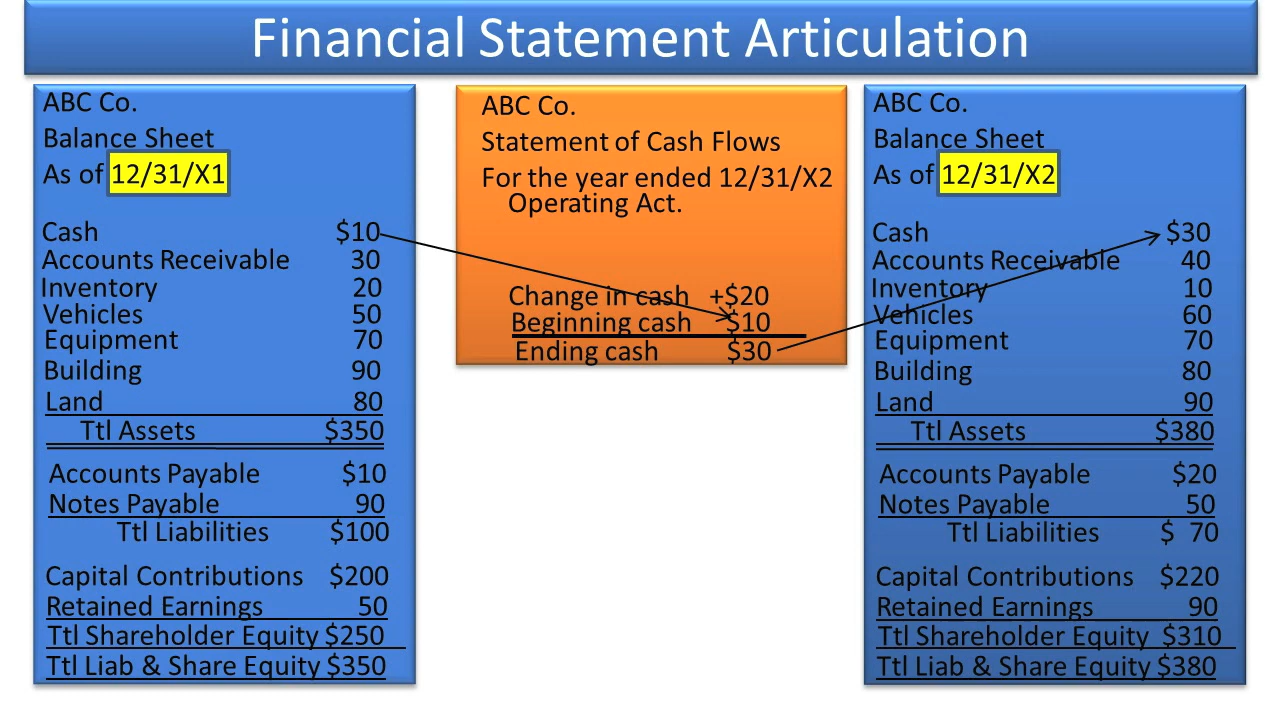 Financial Statement Articulation
ABC Co.
Balance Sheet
As of 12/31/X1
Cash $10
Accounts Receivable 30
Inventory 20
Vehicles 50
Equipment 70
Building 90
Land 80
Ttl Assets $350
Accounts Payable $10
Notes Payable 90
Ttl Liabilities $100
Capital Contributions $200
Retained Earnings 50
Ttl Shareholder Equity $250
Ttl Liab & Share Equity $350
ABC Co.
Statement of Cash Flows
For the year ended 12/31/X2
Operating Act.
Change in cash +$20
Beginning cash $10
Ending cash $30
ABC Co.
Balance Sheet
As of 12/31/X2
Cash $30
Accounts Receivable 40
Inventory 10
Vehicles 60
Equipment 70
Building 80
Land 90
Ttl Assets $380
Accounts Payable $20
Notes Payable 50
Ttl Liabilities $ 70
Capital Contributions $220
Retained Earnings 90
Ttl Shareholder Equity $310
Ttl Liab & Share Equity $380